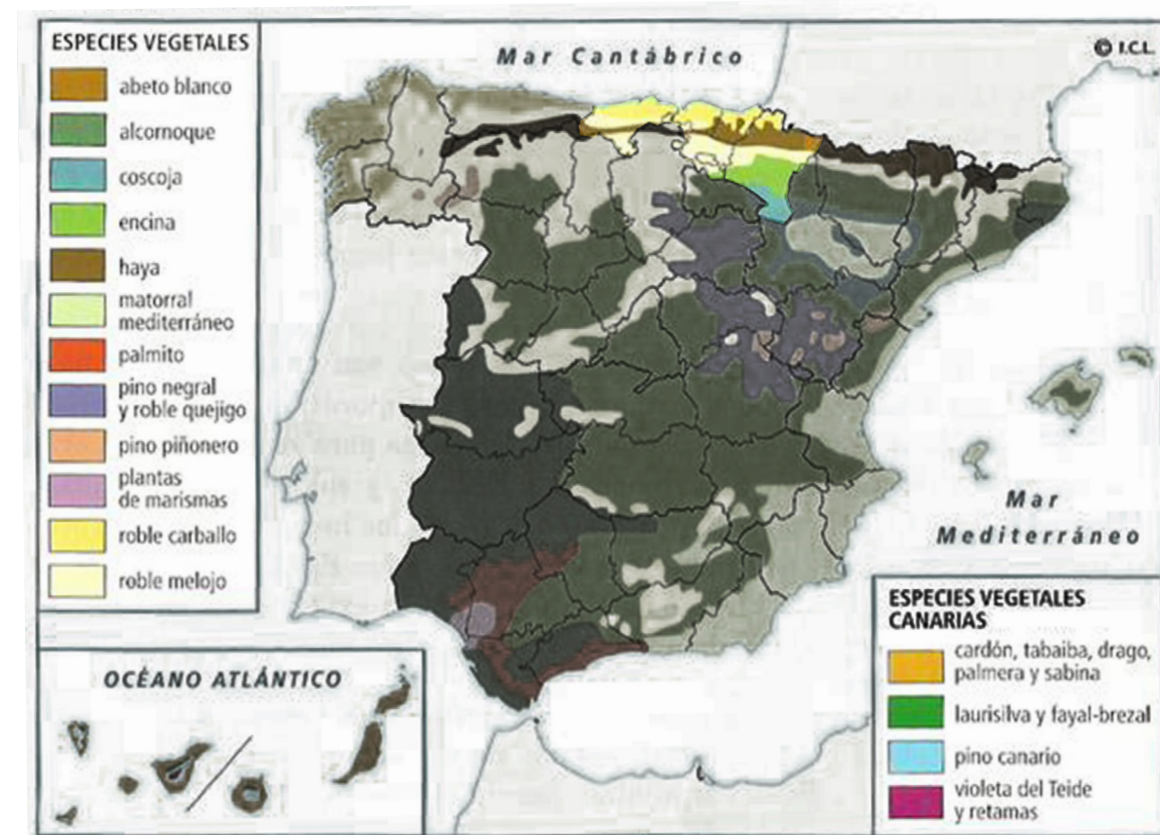 ESPECIES VEGETALES
abeto blanco
alcornoque
coscoja
encina
haya
matorral
mediterráneo
palmito
pino negral
y roble quejigo
pino piñonero
plantas
de marismas
roble carballo
roble melojo
Mar Cantábrico
© I.C.L.
Mar
Mediterráneo
OCÉANO ATLÁNTICO
ESPECIES VEGETALES
CANARIAS
cardón, tabaiba, drago,
palmera y sabina
laurisilva y fayal-brezal
pino canario
violeta del Teide
y retamas